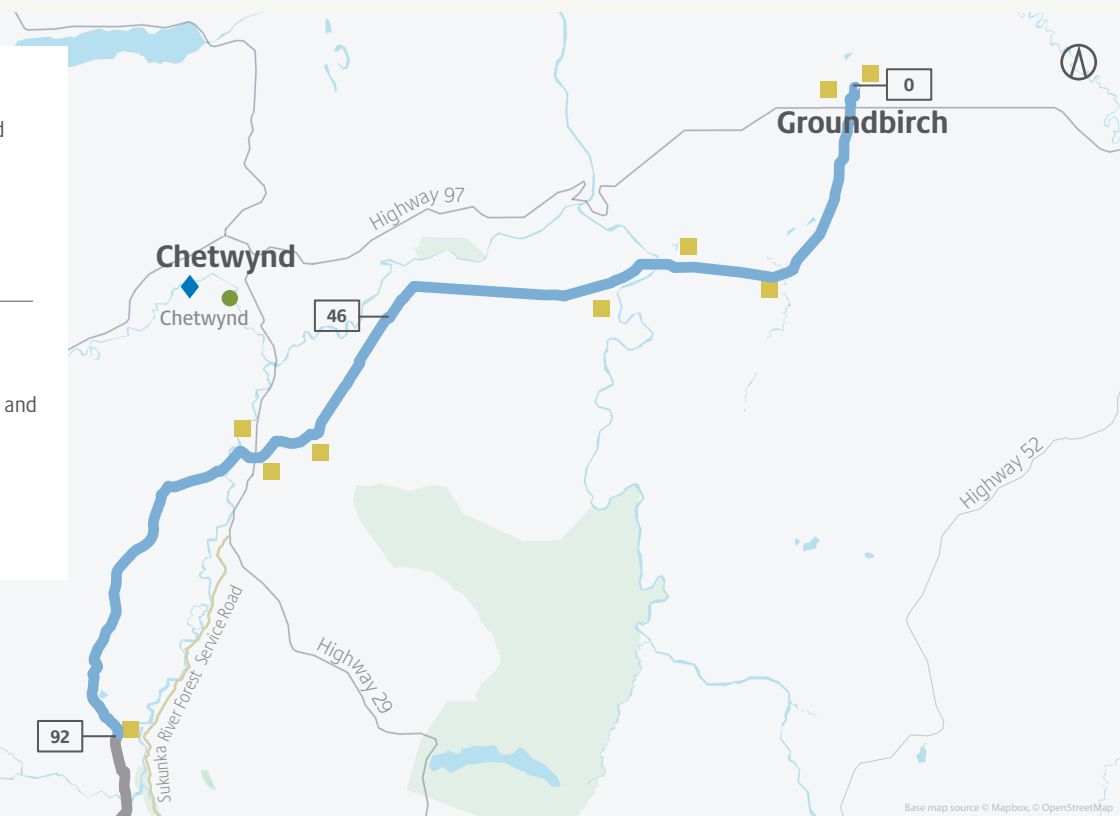 d
and
0
Groundbirch
Highway 97
Chetwynd
Chetwynd
46
Highway 52
Sukunka River Forest Service Road
Highway 29
92
Base map source © Mapbox, © OpenStreetMap